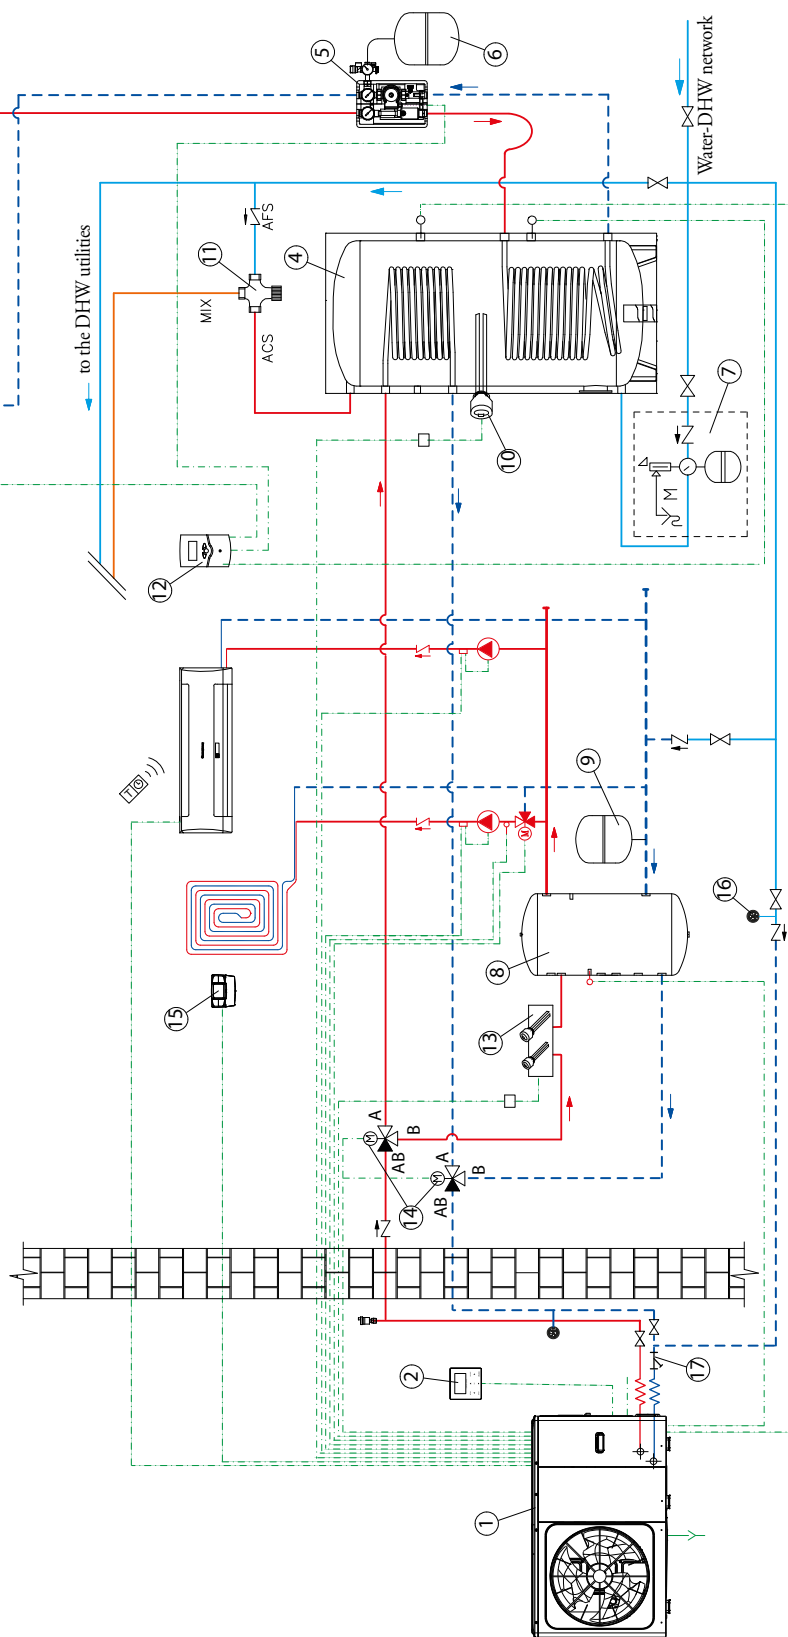 5
6
Water-DHW network
to the DHW utilities
AFS
11
4
MIX
ACS
7
10
M
12
T
9
M
16
8
15
13
A
B
M
AB
A
B
M
AB
14
2
17
1